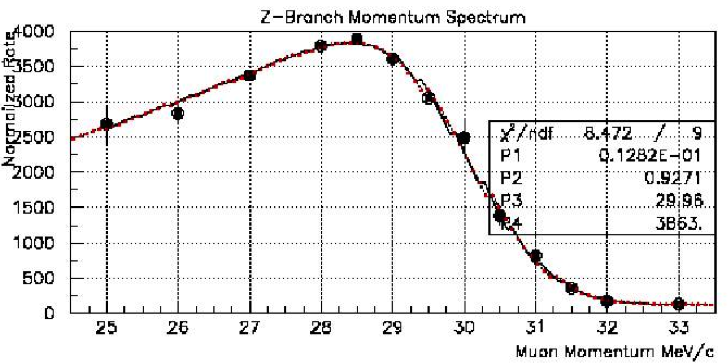 Z-Branch Momentum Spectrum
Normalized Rate
4000
3500
3000
2500
2000
1500
1000
500
0
χ²/ndf 8.472 / 9
P1 0.1282E-01
P2 0.9271
P3 29.96
P4 3863.
25 26 27 28 29 30 31 32 33
Muon Momentum MeV/c